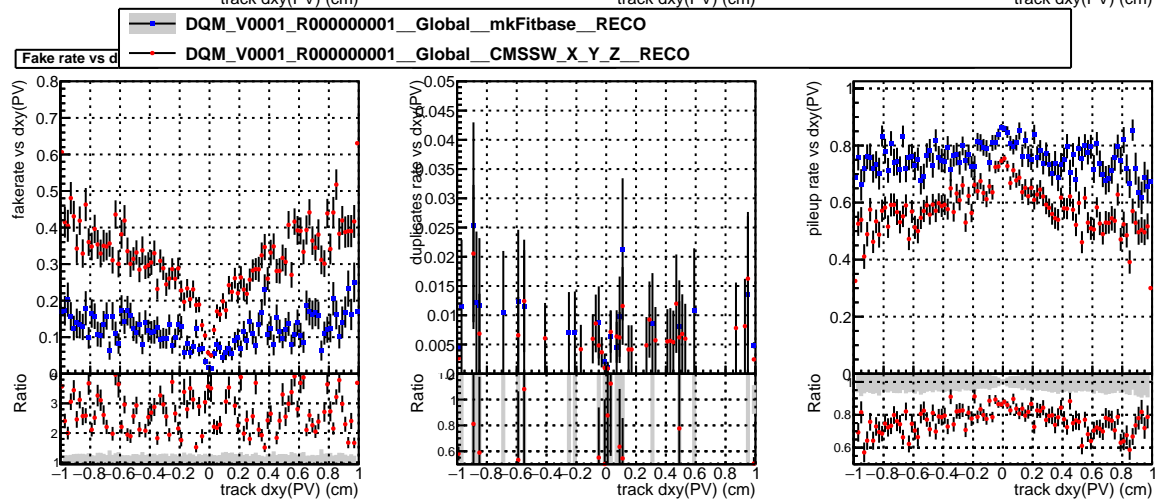 track dxy(PV) (cm) track dxy(PV) (cm) track dxy(PV) (cm)
DQM_V0001_R000000001__Global__mkFitbase__RECO
DQM_V0001_R000000001__Global__CMSSW_X_Y_Z__RECO
Fake rate vs d
fakerate vs dxy(PV)
0.8
0.7
0.6
0.5
0.4
0.3
0.2
0.1
0
Ratio
3
2
−1 −0.8 −0.6 −0.4 −0.2 0 0.2 0.4 0.6 0.8 1
track dxy(PV) (cm)
duplicates rate vs dxy(PV)
0.05
0.045
0.04
0.035
0.03
0.025
0.02
0.015
0.01
0.005
Ratio
1
0.8
0.6
−1 −0.8 −0.6 −0.4 −0.2 0 0.2 0.4 0.6 0.8 1
track dxy(PV) (cm)
pileup rate vs dxy(PV)
1
0.8
0.6
0.4
0.2
0
Ratio
1
0.8
0.6
−1 −0.8 −0.6 −0.4 −0.2 0 0.2 0.4 0.6 0.8 1
track dxy(PV) (cm)